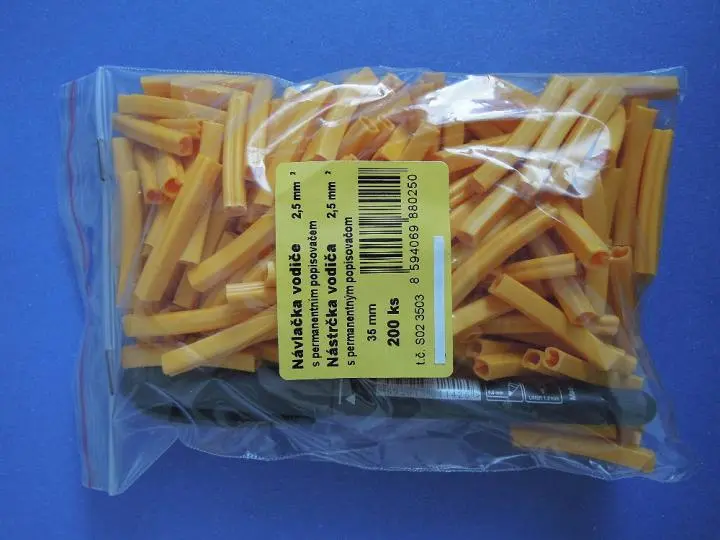 Návlačka vodiče 2,5 mm²
s permanentním popisovačem
Nástrčka vodiča 2,5 mm²
s permanentným popisovačom
35 mm
200 ks
t.č. S02 3503
8 594069 880250